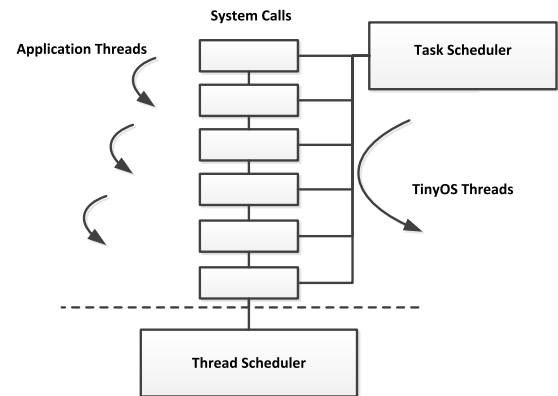 System Calls
Application Threads
Task Scheduler
TinyOS Threads
Thread Scheduler